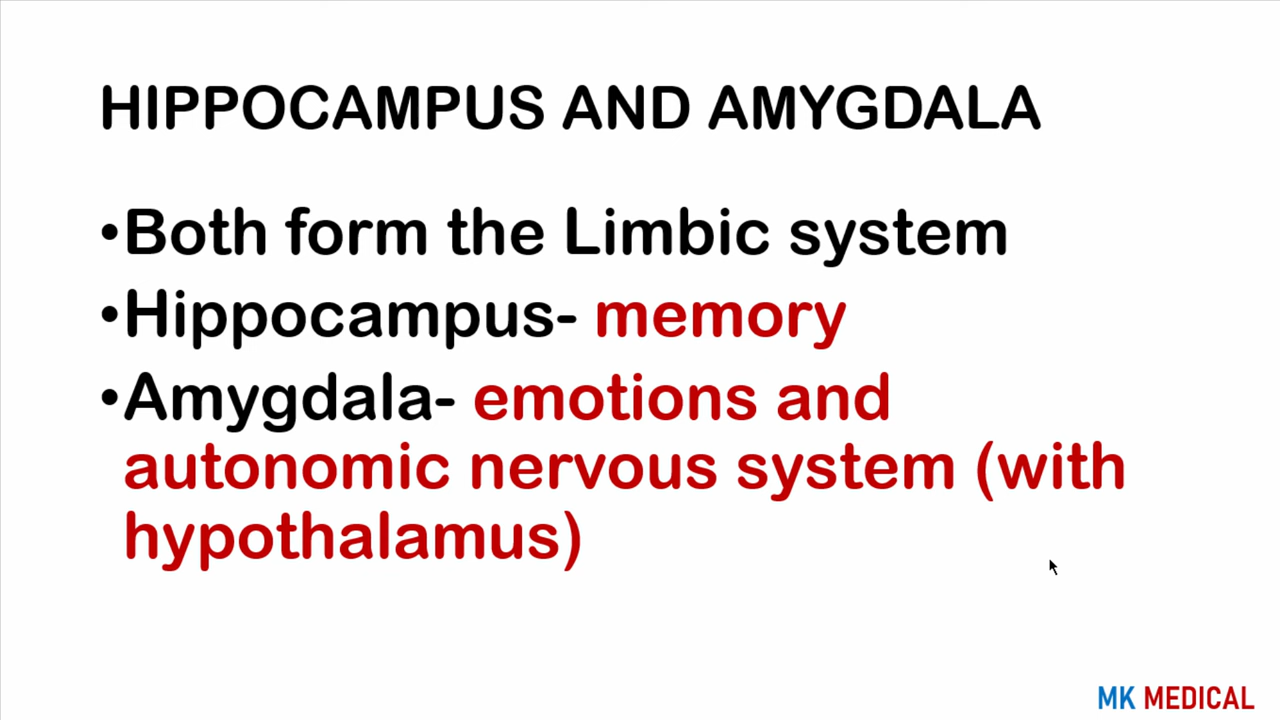 HIPPOCAMPUS AND AMYGDALA
•Both form the Limbic system
•Hippocampus- memory
•Amygdala- emotions and
autonomic nervous system (with
hypothalamus)
MK MEDICAL